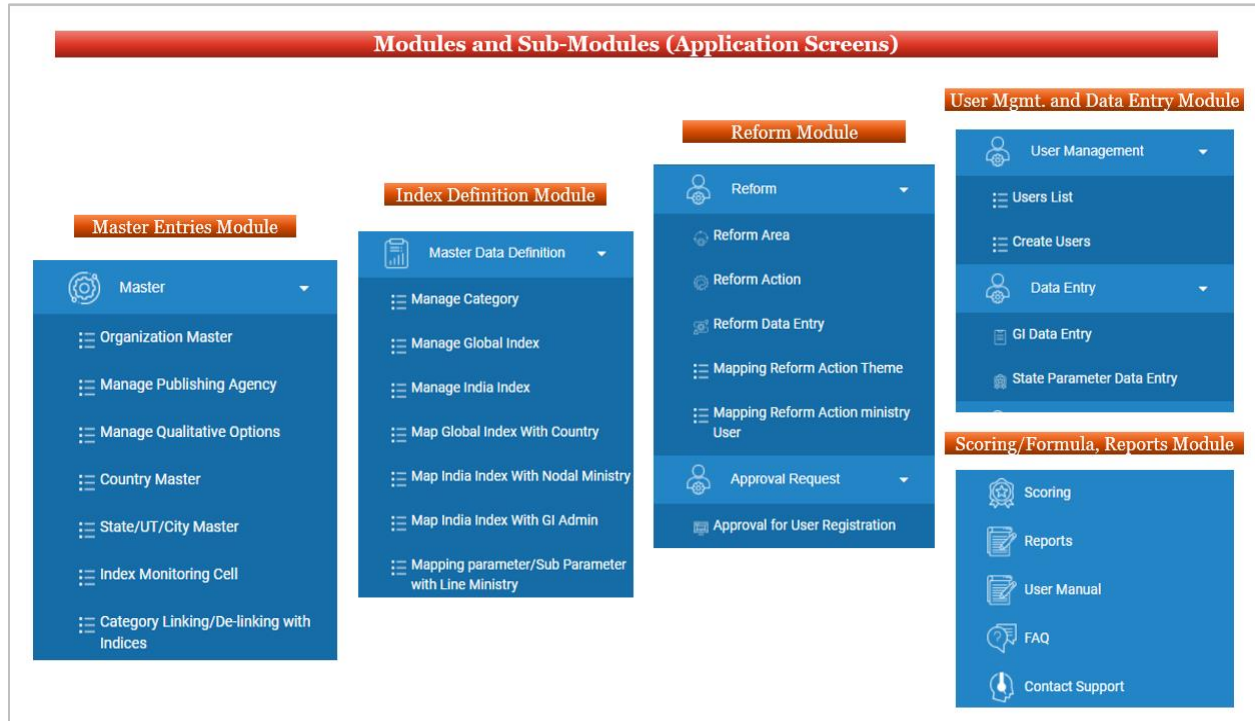 Modules and Sub-Modules (Application Screens)
Master Entries Module
Master
Organization Master
Manage Publishing Agency
Manage Qualitative Options
Country Master
State/UT/City Master
Index Monitoring Cell
Category Linking/De-linking with
Indices
Index Definition Module
Master Data Definition
Manage Category
Manage Global Index
Manage India Index
Map Global Index With Country
Map India Index With Nodal Ministry
Map India Index With GI Admin
Mapping parameter/Sub Parameter
with Line Ministry
Reform Module
Reform
Reform Area
Reform Action
Reform Data Entry
Mapping Reform Action Theme
Mapping Reform Action ministry
User
Approval Request
Approval for User Registration
User Mgmt. and Data Entry Module
User Management
Users List
Create Users
Data Entry
GI Data Entry
State Parameter Data Entry
Scoring/Formula, Reports Module
Scoring
Reports
User Manual
FAQ
Contact Support